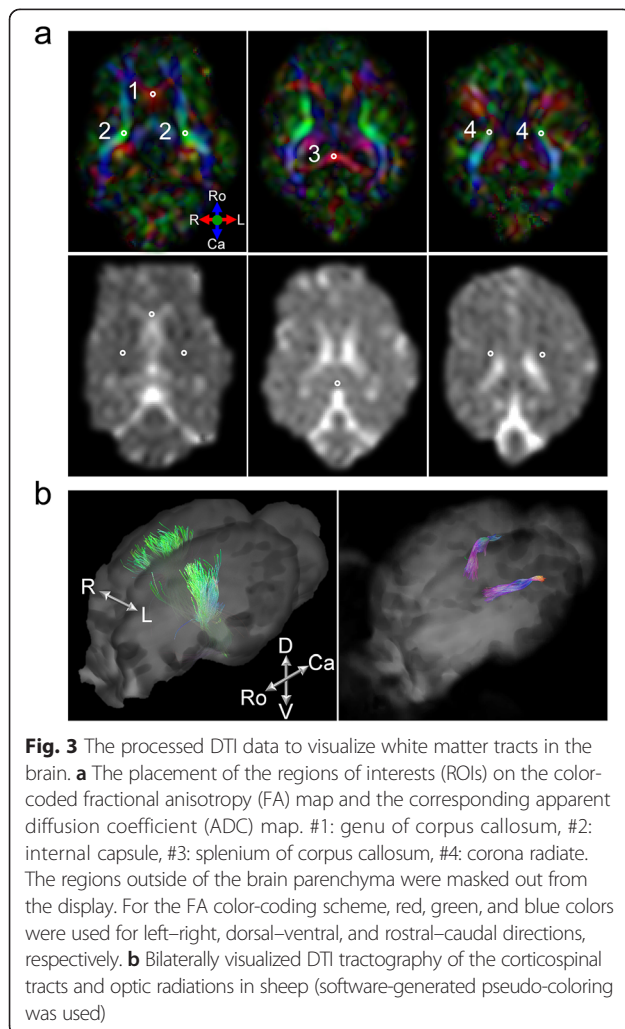 a
1
2 2
3
4 4
Ro
R L
Ca
b
R
L
D
Ca
Ro
V
Fig. 3 The processed DTI data to visualize white matter tracts in the
brain. a The placement of the regions of interests (ROIs) on the color-
coded fractional anisotropy (FA) map and the corresponding apparent
diffusion coefficient (ADC) map. #1: genu of corpus callosum, #2:
internal capsule, #3: splenium of corpus callosum, #4: corona radiate.
The regions outside of the brain parenchyma were masked out from
the display. For the FA color-coding scheme, red, green, and blue colors
were used for left–right, dorsal–ventral, and rostral–caudal directions,
respectively. b Bilaterally visualized DTI tractography of the corticospinal
tracts and optic radiations in sheep (software-generated pseudo-coloring
was used)